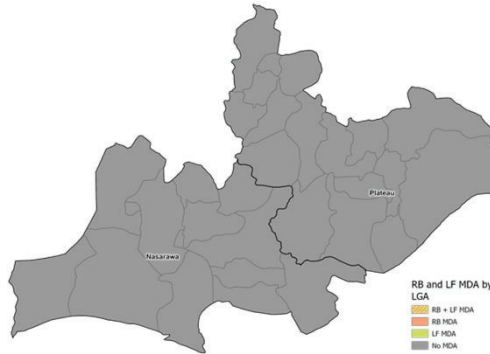 Plateau
Nasarawa
RB and LF MDA by
LGA
RB + LF MDA
RB MDA
LF MDA
No MDA